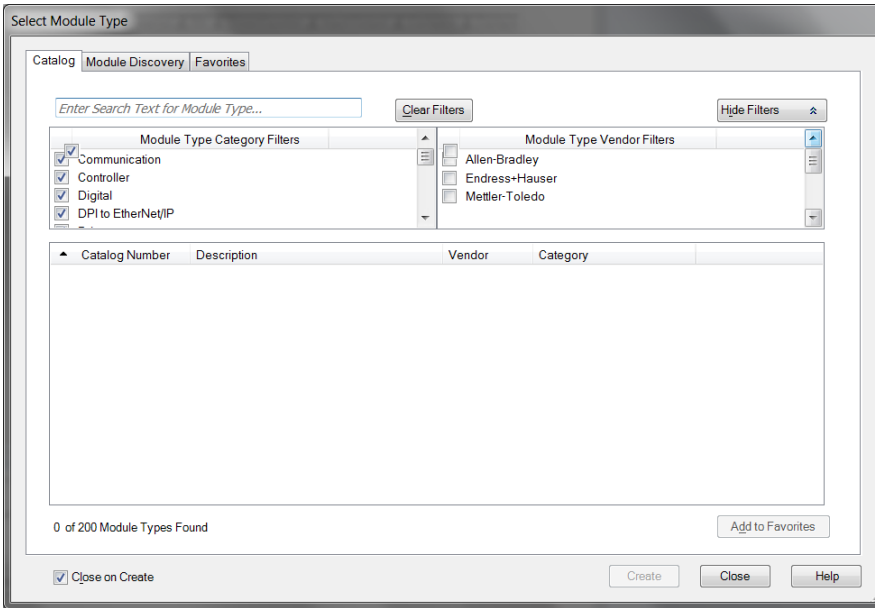 Select Module Type
Catalog Module Discovery Favorites
Enter Search Text for Module Type... Clear Filters Hide Filters
Module Type Category Filters Module Type Vendor Filters
Communication Allen-Bradley
Controller Endress+Hauser
Digital Mettler-Toledo
DPI to EtherNet/IP
Catalog Number Description Vendor Category
0 of 200 Module Types Found Add to Favorites
Close on Create Create Close Help